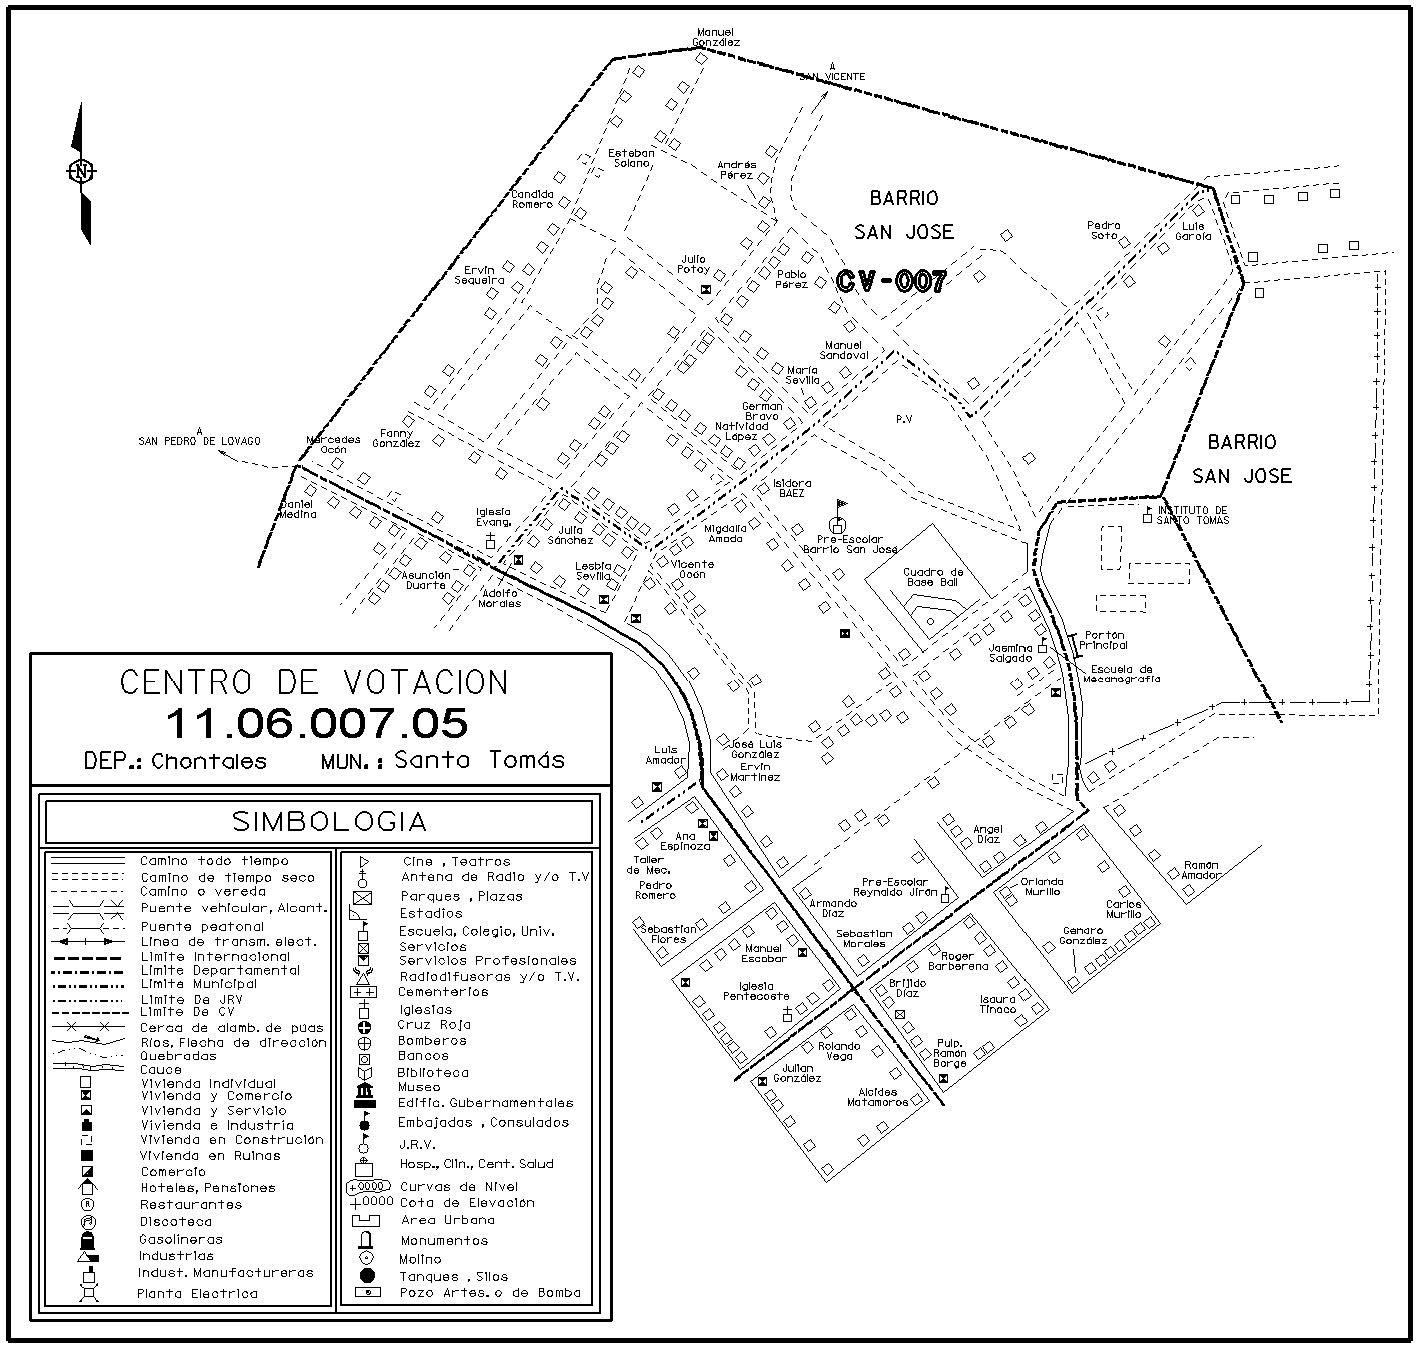 Manuel
González
A
SAN VICENTE
N
Esteban
Solano
Andrés
Pérez
Candida
Romero
BARRIO
SAN JOSE
CV-007
Pedro
Soto
Luis
García
Julio
Potoy
Pablo
Pérez
Ervin
Sequeira
Manuel
Sandoval
María
Sevilla
German
Bravo
Natividad
López
P.V
A
SAN PEDRO DE LOVAGO
Mercedes
Ocón
Fanny
González
BARRIO
SAN JOSE
Daniel
Medina
Isidora
BAEZ
Iglesia
Evang.
Julia
Sánchez
Migdalia
Amada
Pre-Escolar
Barrio San José
INSTITUTO DE
SANTO TOMAS
Asunción
Duarte
Adolfo
Morales
Lesbia
Sevilla
Vicente
Ocón
Cuadro de
Base Ball
Jasmina
Salgado
Portón
Principal
Escuela de
Mecanografía
CENTRO DE VOTACION
11.06.007.05
DEP.: Chontales MUN.: Santo Tomás
Luis
Amador
José Luis
González
Ervin
Martínez
Ana
Espinoza
Taller
de Mec.
Pedro
Romero
Sebastian
Flores
Angel
Díaz
Pre-Escolar
Reynaldo Jirón
Armando
Díaz
Sebastian
Morales
Orlando
Murillo
Ramón
Amador
Carlos
Murillo
Genaro
González
Manuel
Escobar
Iglesia
Pentecoste
Roger
Barberena
Brijido
Díaz
Isaura
Tinoco
Rolando
Vega
Julian
González
Alcides
Matamoros
Pulp.
Ramón
Borge
SIMBOLOGIA
Camino todo tiempo
Camino de tiempo seco
Camino o vereda
Puente vehicular, Alcant.
Puente peatonal
Línea de transm. elect.
Límite Internacional
Límite Departamental
Límite Municipal
Límite De JRV
Límite De CV
Cerca de alamb. de púas
Ríos, Flecha de dirección
Quebradas
Cauce
Vivienda Individual
Vivienda y Comercio
Vivienda y Servicio
Vivienda e Industria
Vivienda en Construción
Vivienda en Ruinas
Comercio
Hoteles, Pensiones
R Restaurantes
Discoteca
Gasolineras
Industrias
Indust. Manufactureras
Planta Electrica
Cine , Teatros
Antena de Radio y/o T.V
Parques , Plazas
Estadios
Escuela, Colegio, Univ.
Servicios
Servicios Profesionales
Radiodifusoras y/o T.V.
Cementerios
Iglesias
Cruz Roja
Bomberos
Bancos
Biblioteca
Museo
Edific. Gubernamentales
Embajadas , Consulados
J.R.V.
Hosp., Clin., Cent. Salud
+0000 Curvas de Nivel
+0000 Cota de Elevación
Area Urbana
Monumentos
Molino
Tanques , Silos
Pozo Artes. o de Bomba